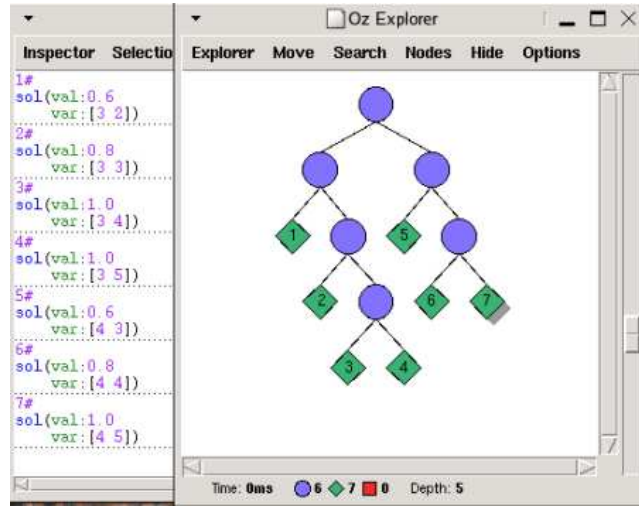 Oz Explorer
Inspector Selectio
Explorer Move Search Nodes Hide Options
1#
sol(val:0.6
var:[3 2])
2#
sol(val:0.8
var:[3 3])
3#
sol(val:1.0
var:[3 4])
4#
sol(val:1.0
var:[3 5])
5#
sol(val:0.6
var:[4 3])
6#
sol(val:0.8
var:[4 4])
7#
sol(val:1.0
var:[4 5])
1
5
2
6
7
3
4
Time: 0ms 6 7 0 Depth: 5